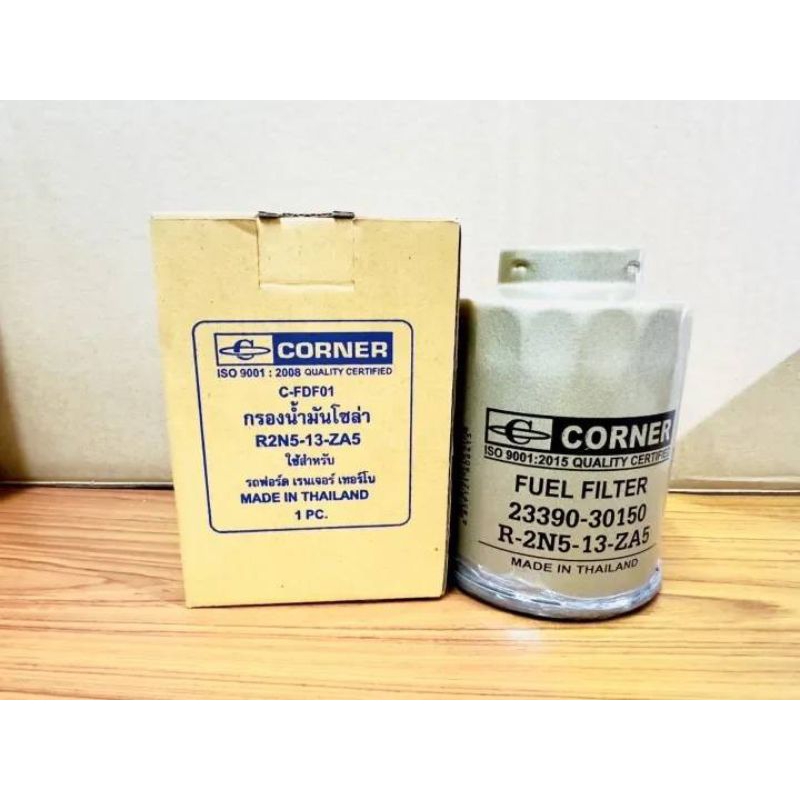 C CORNER
ISO 9001 : 2008 QUALITY CERTIFIED
C-FDF01
กรองน้ำมันโซล่า
R2N5-13-ZA5
ใช้สำหรับ
รถฟอร์ด เรนเจอร์ เทอร์โบ
MADE IN THAILAND
1 PC.
C CORNER
ISO 9001:2015 QUALITY CERTIFIED
FUEL FILTER
23390-30150
R-2N5-13-ZA5
MADE IN THAILAND